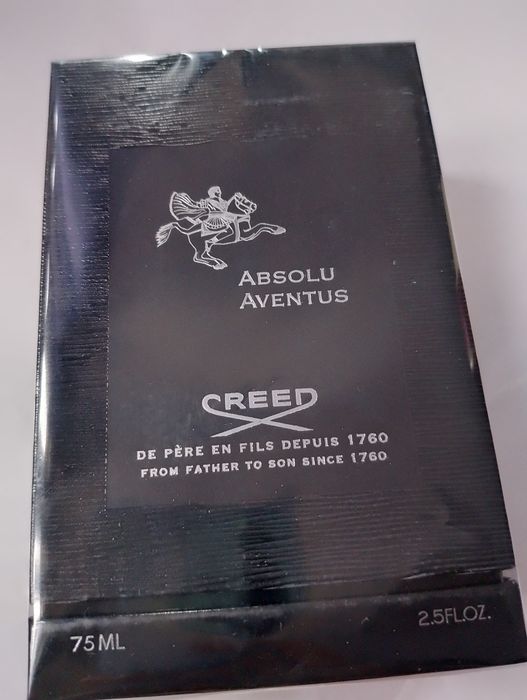 ABSOLU
AVENTUS
CREED
DE PÈRE EN FILS DEPUIS 1760
FROM FATHER TO SON SINCE 1760
75ML
2.5FL.OZ.